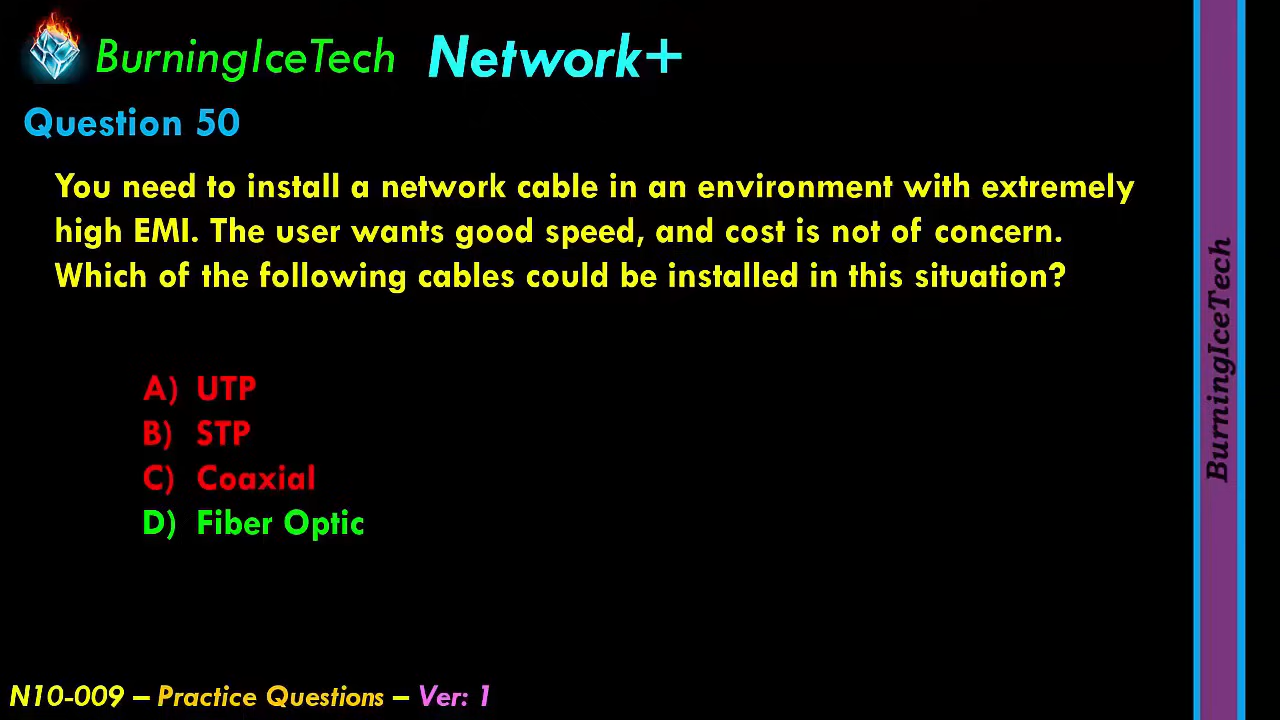 BurningIceTech Network+
Question 50
You need to install a network cable in an environment with extremely
high EMI. The user wants good speed, and cost is not of concern.
Which of the following cables could be installed in this situation?
A) UTP
B) STP
C) Coaxial
D) Fiber Optic
N10-009 – Practice Questions – Ver: 1
BurningIceTech